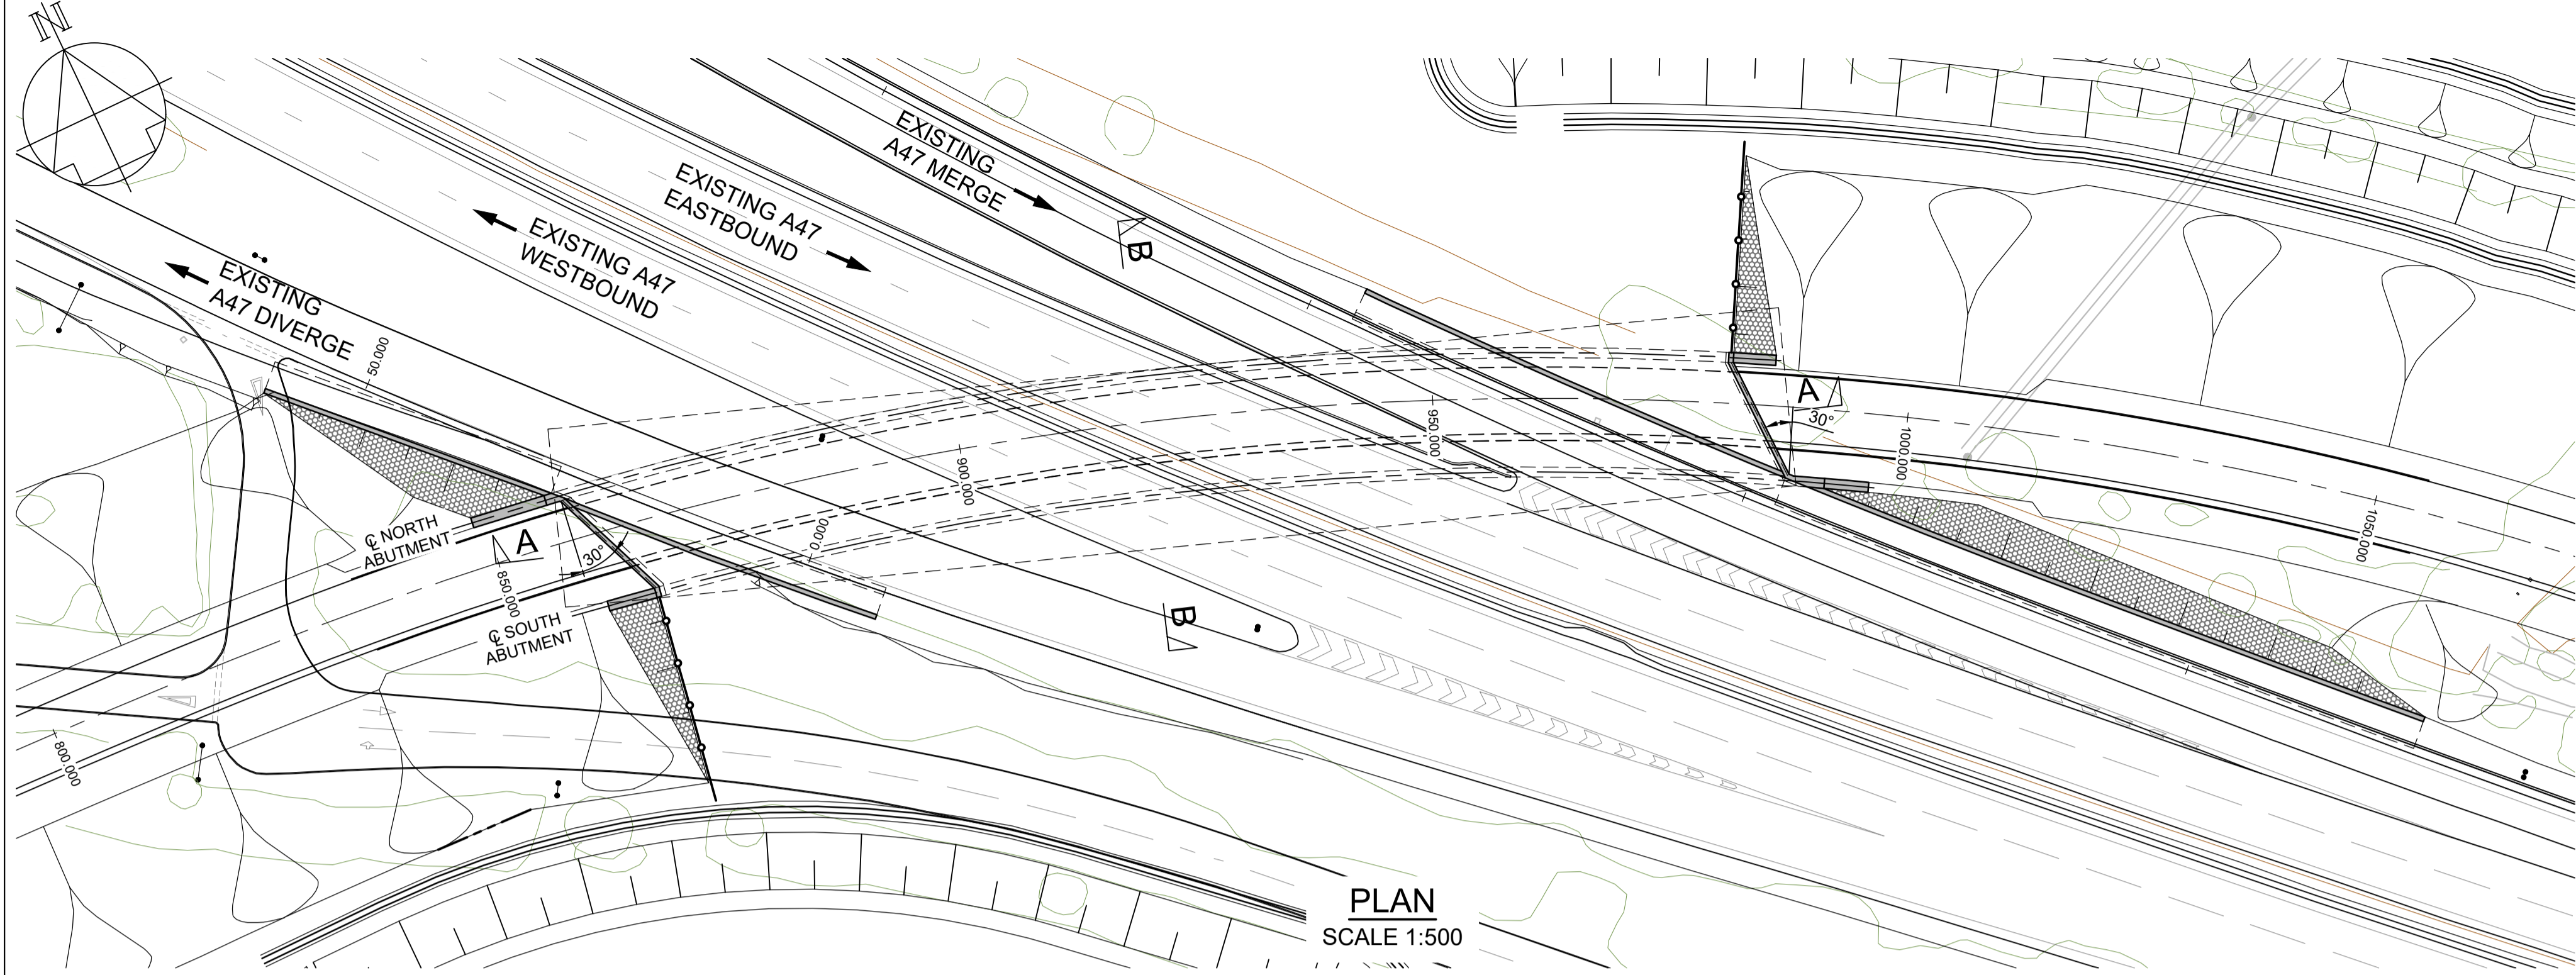 N
EXISTING
A47 MERGE
EXISTING A47
EASTBOUND
EXISTING A47
WESTBOUND
EXISTING
A47 DIVERGE
B
50.000
A
30°
950.000
900.000
1000.000
1050.000
℄ NORTH
ABUTMENT
A
30°
0.000
850.000
℄ SOUTH
ABUTMENT
B
800.000
PLAN
SCALE 1:500